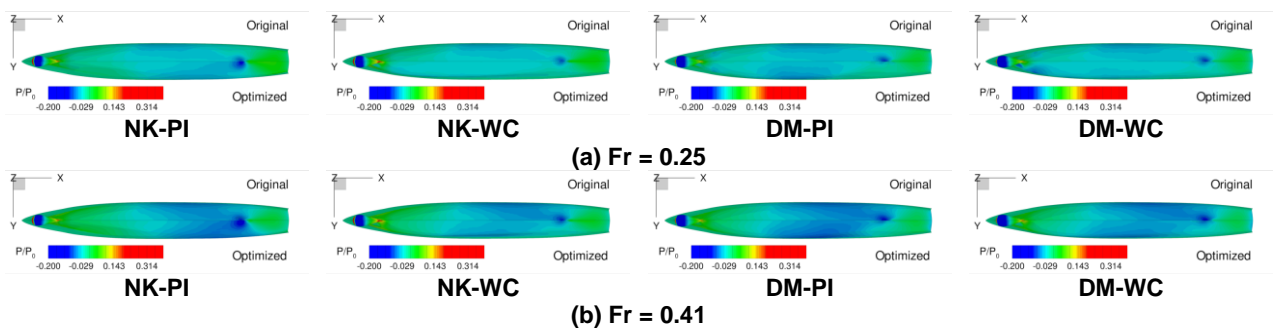 Z X Original Z X Original Z X Original Z X Original
Y Y Y Y
P/P₀ Optimized P/P₀ Optimized P/P₀ Optimized P/P₀ Optimized
-0.200 -0.029 0.143 0.314 -0.200 -0.029 0.143 0.314 -0.200 -0.029 0.143 0.314 -0.200 -0.029 0.143 0.314
NK-PI NK-WC DM-PI DM-WC
(a) Fr = 0.25
Z X Original Z X Original Z X Original Z X Original
Y Y Y Y
P/P₀ Optimized P/P₀ Optimized P/P₀ Optimized P/P₀ Optimized
-0.200 -0.029 0.143 0.314 -0.200 -0.029 0.143 0.314 -0.200 -0.029 0.143 0.314 -0.200 -0.029 0.143 0.314
NK-PI NK-WC DM-PI DM-WC
(b) Fr = 0.41